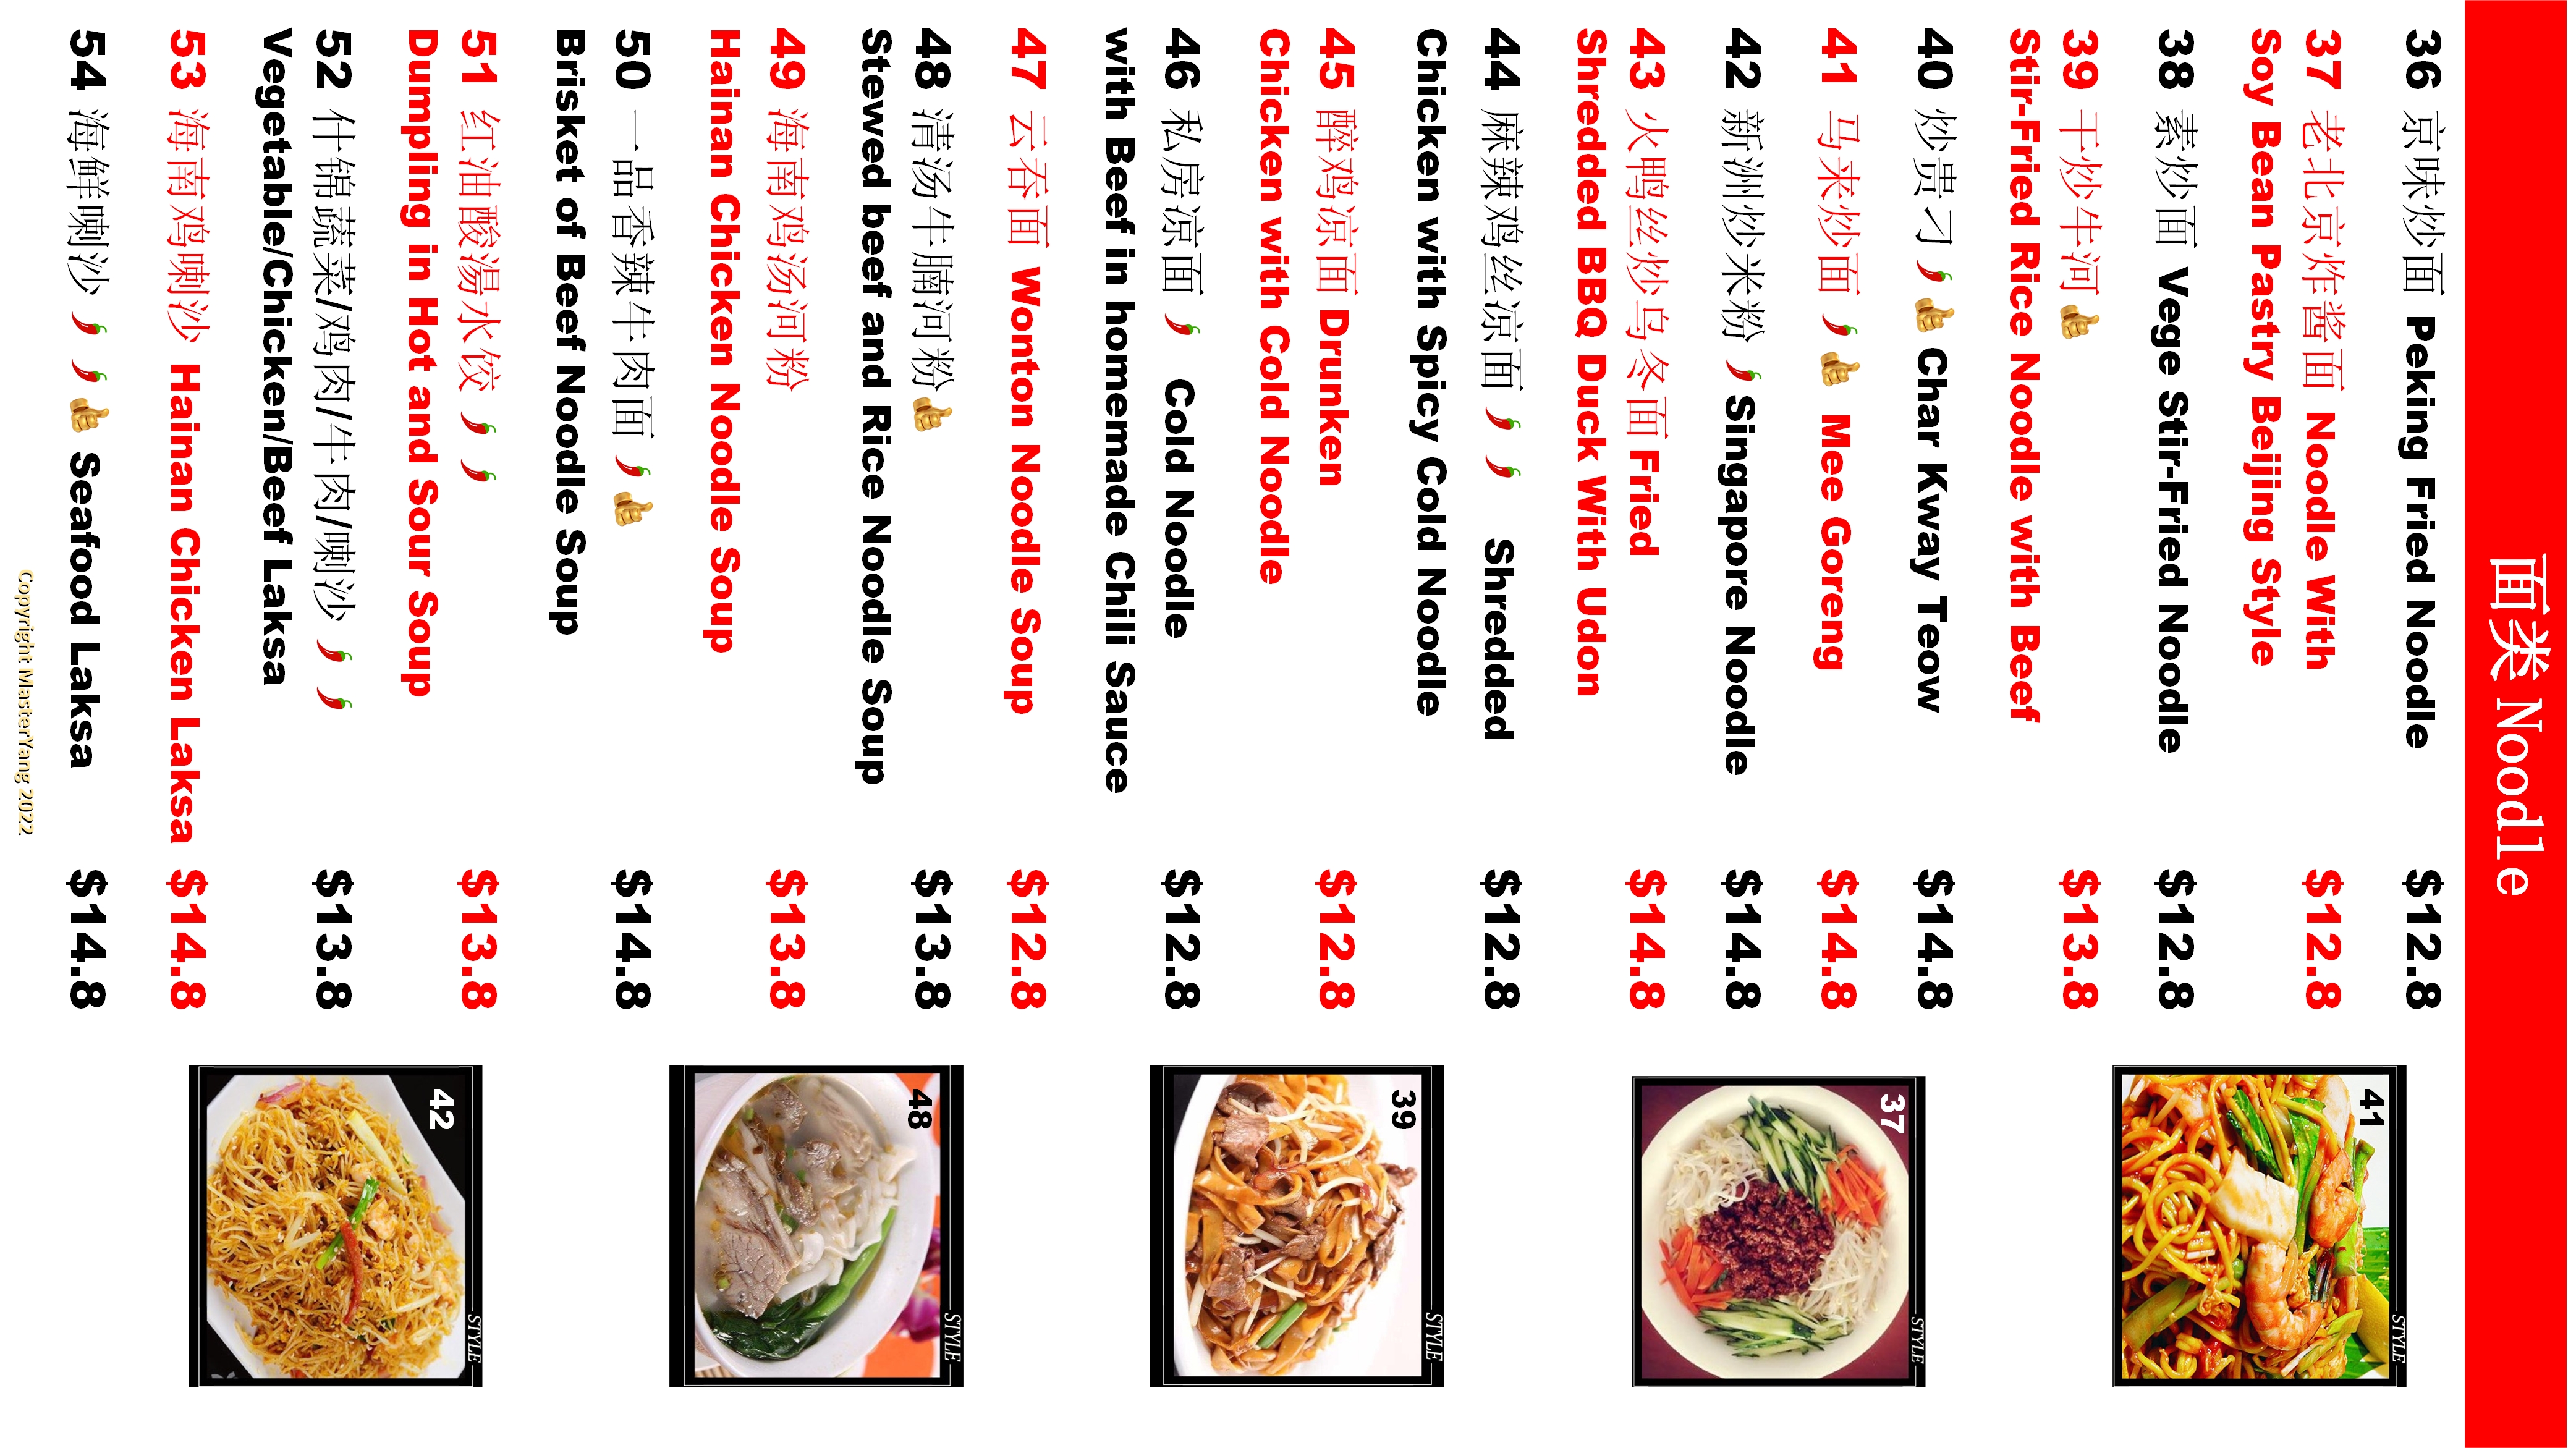 面类 Noodle
36 京味炒面 Peking Fried Noodle $12.8
37 老北京炸酱面 Noodle With $12.8
Soy Bean Pastry Beijing Style
38 素炒面 Vege Stir-Fried Noodle $12.8
39 干炒牛河 👍 $13.8
Stir-Fried Rice Noodle with Beef
40 炒贵刁 🌶👍 Char Kway Teow $14.8
41 马来炒面 🌶👍 Mee Goreng $14.8
42 新洲炒米粉 🌶 Singapore Noodle $14.8
43 火鸭丝炒乌冬面 Fried $14.8
Shredded BBQ Duck With Udon
44 麻辣鸡丝凉面 🌶 🌶 Shredded $12.8
Chicken with Spicy Cold Noodle
45 醉鸡凉面 Drunken $12.8
Chicken with Cold Noodle
46 私房凉面 🌶 Cold Noodle $12.8
with Beef in homemade Chili Sauce
47 云吞面 Wonton Noodle Soup $12.8
48 清汤牛腩河粉👍 $13.8
Stewed beef and Rice Noodle Soup
49 海南鸡汤河粉 $13.8
Hainan Chicken Noodle Soup
50 一品香辣牛肉面 🌶👍 $14.8
Brisket of Beef Noodle Soup
51 红油酸湯水饺 🌶 🌶 $13.8
Dumpling in Hot and Sour Soup
52 什锦蔬菜/鸡肉/牛肉/喇沙 🌶 🌶 $13.8
Vegetable/Chicken/Beef Laksa
53 海南鸡喇沙 Hainan Chicken Laksa $14.8
54 海鲜喇沙 🌶 🌶 👍 Seafood Laksa $14.8
Copyright MasterYang 2022
41
STYLE
37
STYLE
39
STYLE
48
STYLE
42
STYLE